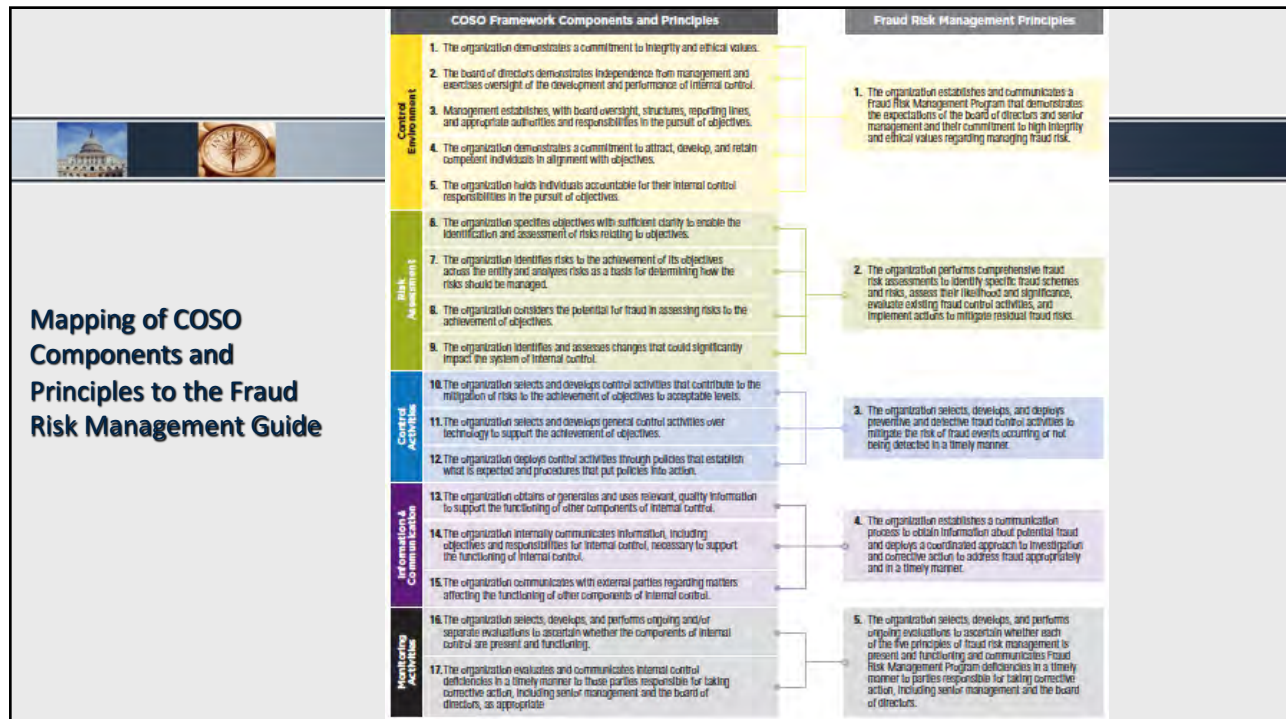 Mapping of COSO
Components and
Principles to the Fraud
Risk Management Guide
COSO Framework Components and Principles
Control
Environment
1. The organization demonstrates a commitment to integrity and ethical values.
2. The board of directors demonstrates independence from management and
exercises oversight of the development and performance of internal control.
3. Management establishes, with board oversight, structures, reporting lines,
and appropriate authorities and responsibilities in the pursuit of objectives.
4. The organization demonstrates a commitment to attract, develop, and retain
competent individuals in alignment with objectives.
5. The organization holds individuals accountable for their internal control
responsibilities in the pursuit of objectives.
Risk
Assessment
6. The organization specifies objectives with sufficient clarity to enable the
identification and assessment of risks relating to objectives.
7. The organization identifies risks to the achievement of its objectives
across the entity and analyzes risks as a basis for determining how the
risks should be managed.
8. The organization considers the potential for fraud in assessing risks to the
achievement of objectives.
9. The organization identifies and assesses changes that could significantly
impact the system of internal control.
Control
Activities
10. The organization selects and develops control activities that contribute to the
mitigation of risks to the achievement of objectives to acceptable levels.
11. The organization selects and develops general control activities over
technology to support the achievement of objectives.
12. The organization deploys control activities through policies that establish
what is expected and procedures that put policies into action.
Information &
Communication
13. The organization obtains or generates and uses relevant, quality information
to support the functioning of other components of internal control.
14. The organization internally communicates information, including
objectives and responsibilities for internal control, necessary to support
the functioning of internal control.
15. The organization communicates with external parties regarding matters
affecting the functioning of other components of internal control.
Monitoring
Activities
16. The organization selects, develops, and performs ongoing and/or
separate evaluations to ascertain whether the components of internal
control are present and functioning.
17. The organization evaluates and communicates internal control
deficiencies in a timely manner to those parties responsible for taking
corrective action, including senior management and the board of
directors, as appropriate
Fraud Risk Management Principles
1. The organization establishes and communicates a
Fraud Risk Management Program that demonstrates
the expectations of the board of directors and senior
management and their commitment to high integrity
and ethical values regarding managing fraud risk.
2. The organization performs comprehensive fraud
risk assessments to identify specific fraud schemes
and risks, assess their likelihood and significance,
evaluate existing fraud control activities, and
implement actions to mitigate residual fraud risks.
3. The organization selects, develops, and deploys
preventive and detective fraud control activities to
mitigate the risk of fraud events occurring or not
being detected in a timely manner.
4. The organization establishes a communication
process to obtain information about potential fraud
and deploys a coordinated approach to investigation
and corrective action to address fraud appropriately
and in a timely manner.
5. The organization selects, develops, and performs
ongoing evaluations to ascertain whether each
of the five principles of fraud risk management is
present and functioning and communicates Fraud
Risk Management Program deficiencies in a timely
manner to parties responsible for taking corrective
action, including senior management and the board
of directors.